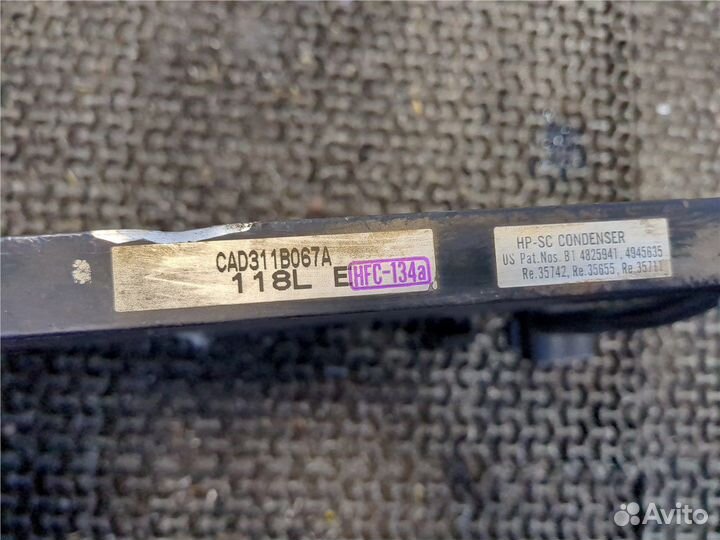 CAD311B067A
118L E HFC-134a
HP-SC CONDENSER
US Pat.Nos. B1 4825941, 4945635
Re.35742, Re.35655, Re.35711
Avito